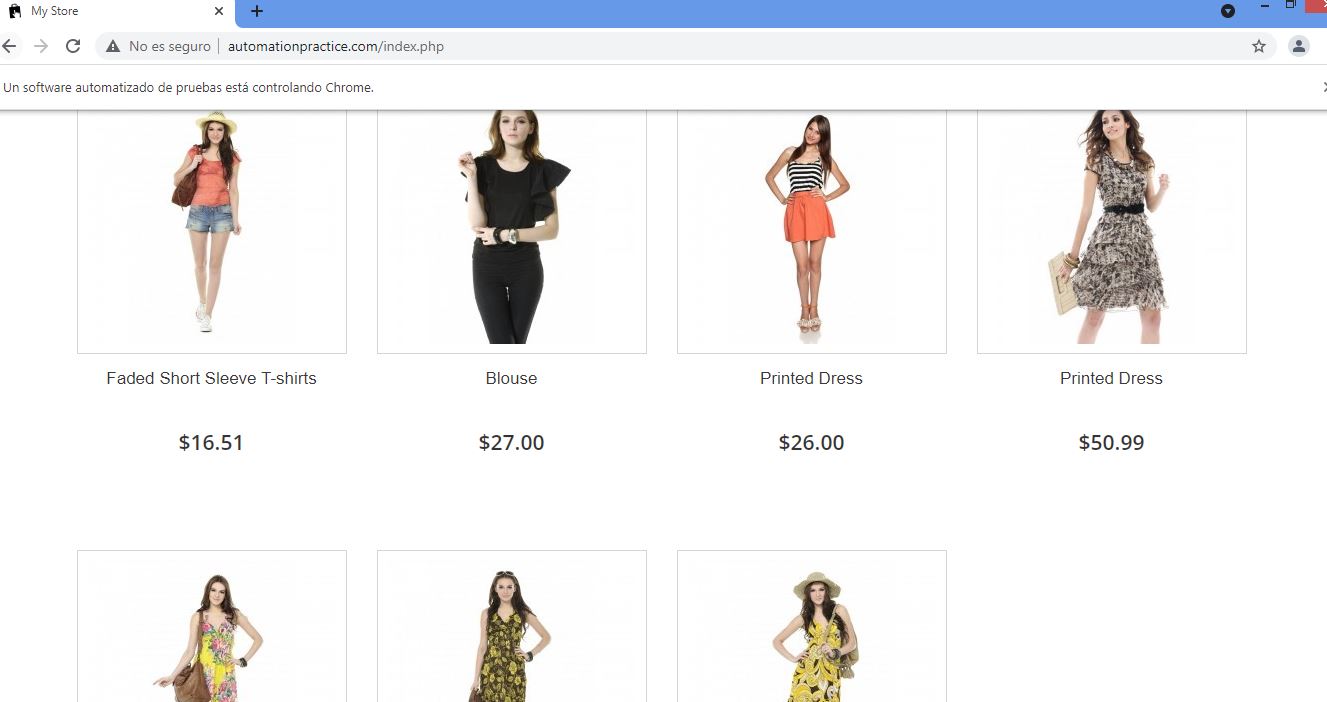 My Store
No es seguro
automationpractice.com/index.php
Un software automatizado de pruebas está controlando Chrome.
Faded Short Sleeve T-shirts
Blouse
Printed Dress
Printed Dress
$16.51
$27.00
$26.00
$50.99